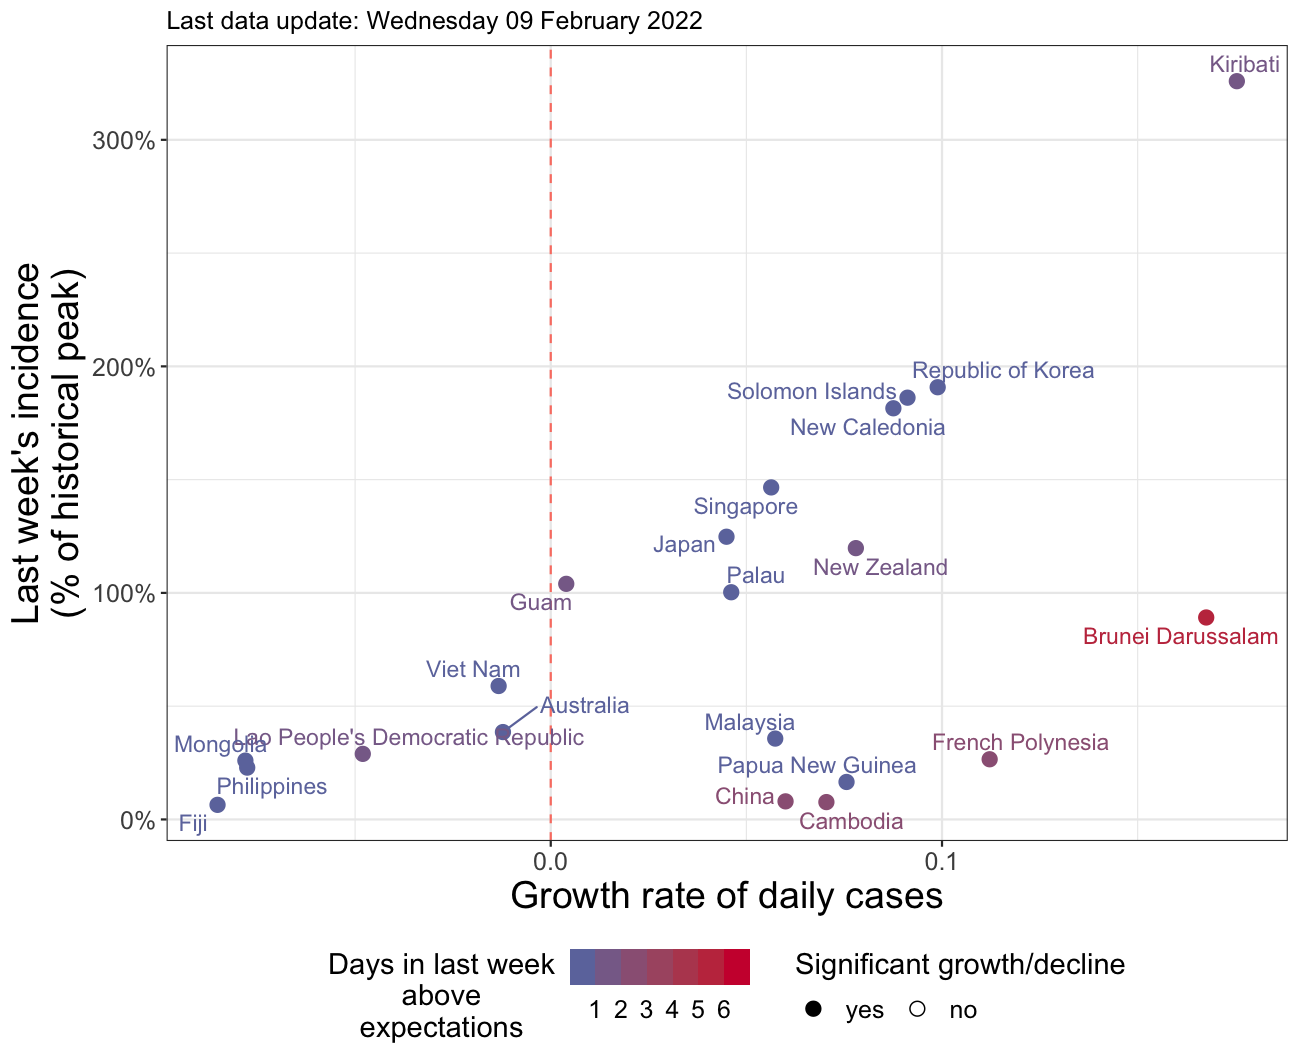 Last data update: Wednesday 09 February 2022
Kiribati
300%
Last week's incidence
(% of historical peak)
200%
Republic of Korea
Solomon Islands
New Caledonia
Singapore
Japan
New Zealand
Palau
100%
Guam
Brunei Darussalam
Viet Nam
Australia
Malaysia
Lao People's Democratic Republic
Mongolia
French Polynesia
Papua New Guinea
Philippines
China
Cambodia
Fiji
0%
0.0
0.1
Growth rate of daily cases
Days in last week
above
expectations
1 2 3 4 5 6
Significant growth/decline
yes
no